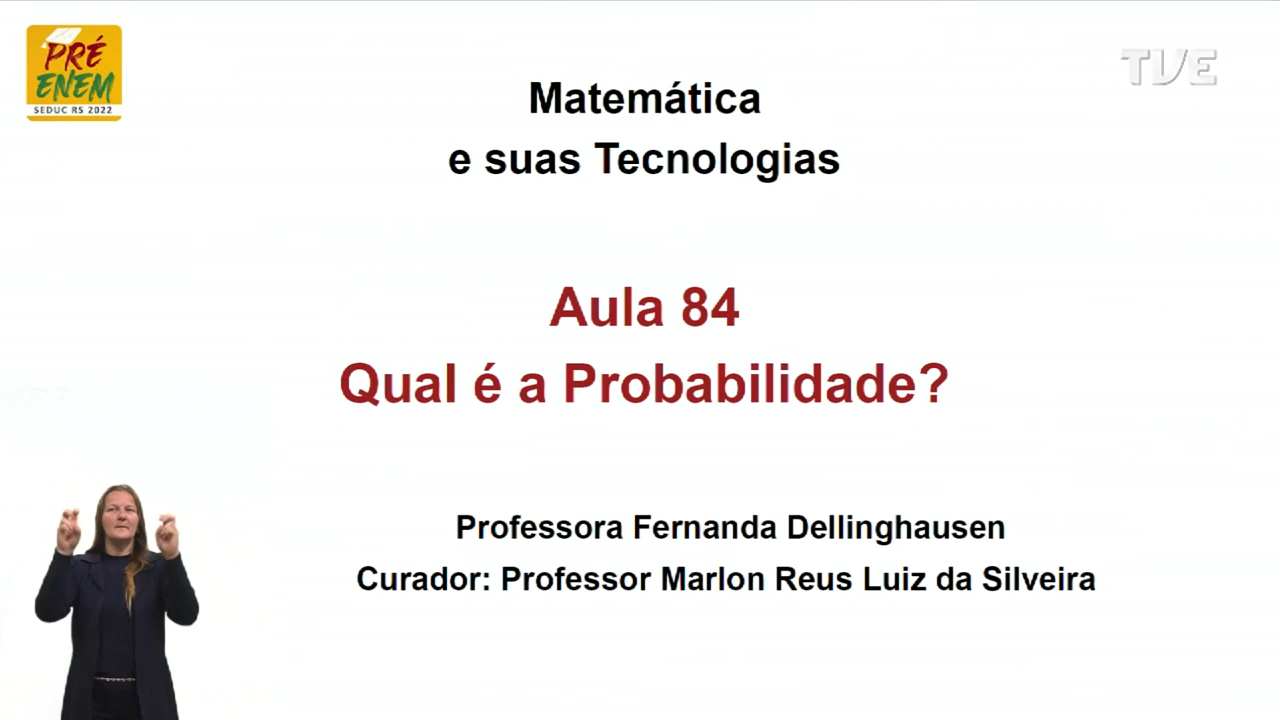 PRÉ
ENEM
SEDUC RS 2022
TVE
Matemática
e suas Tecnologias
Aula 84
Qual é a Probabilidade?
Professora Fernanda Dellinghausen
Curador: Professor Marlon Reus Luiz da Silveira